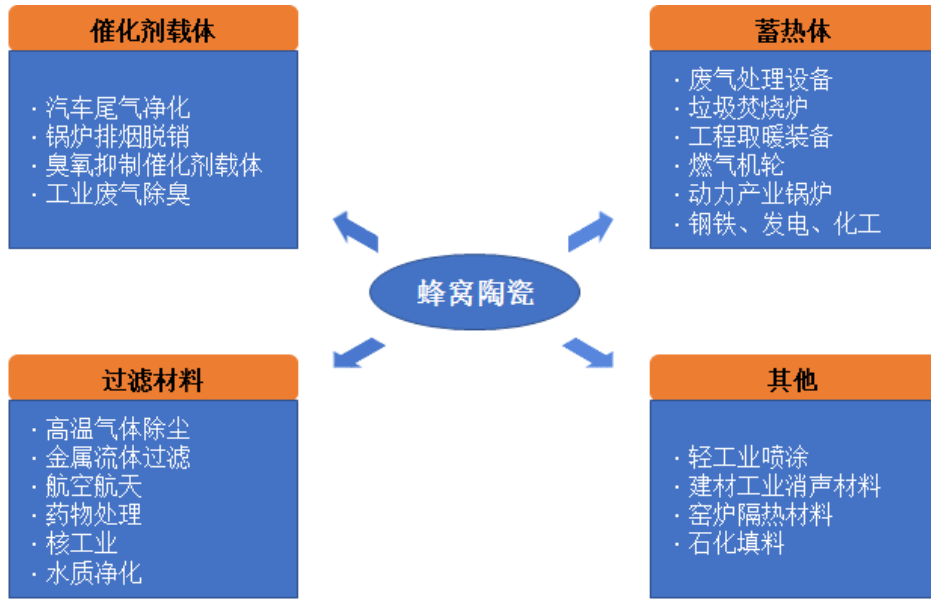 催化剂载体
· 汽车尾气净化
· 锅炉排烟脱销
· 臭氧抑制催化剂载体
· 工业废气除臭
蓄热体
· 废气处理设备
· 垃圾焚烧炉
· 工程取暖装备
· 燃气机轮
· 动力产业锅炉
· 钢铁、发电、化工
蜂窝陶瓷
过滤材料
· 高温气体除尘
· 金属流体过滤
· 航空航天
· 药物处理
· 核工业
· 水质净化
其他
· 轻工业喷涂
· 建材工业消声材料
· 窑炉隔热材料
· 石化填料